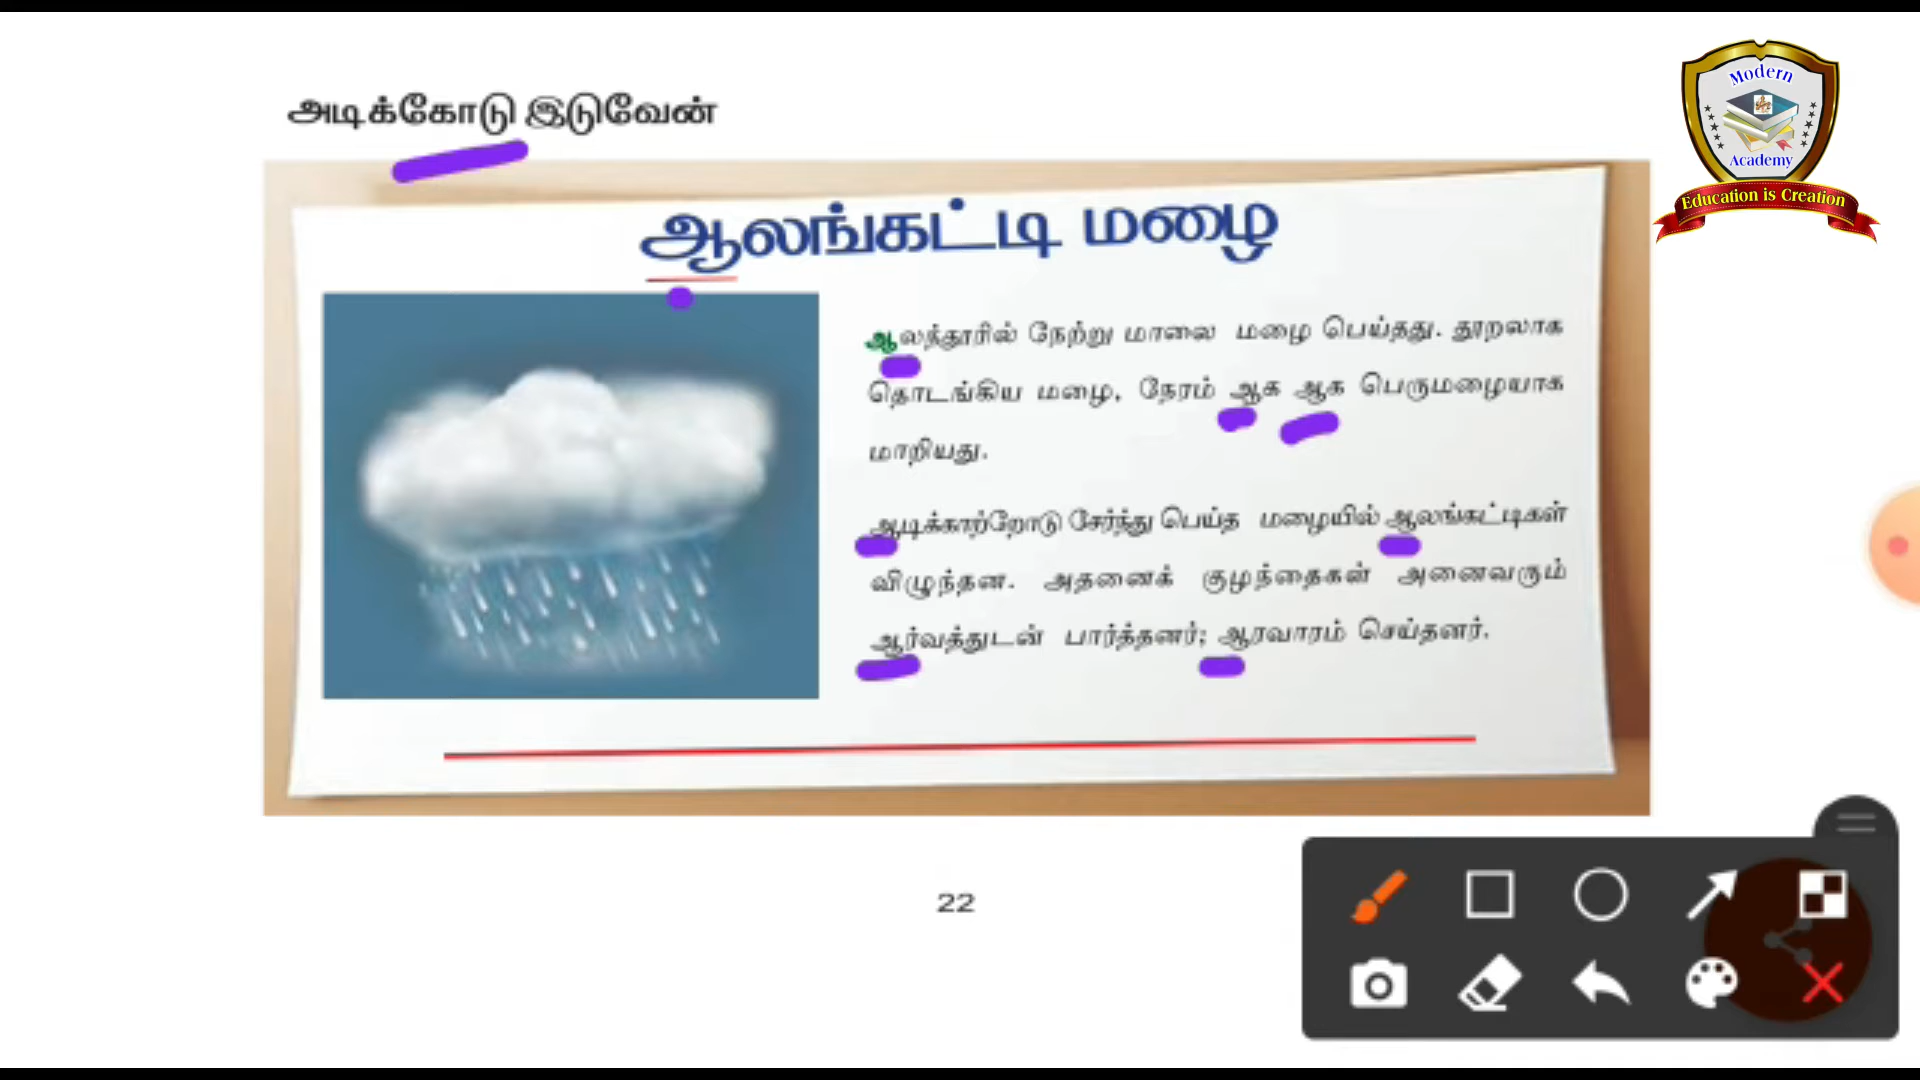 அடிக்கோடு இடுவேன்
Modern
Academy
Education is Creation
ஆலங்கட்டி மழை
ஆலந்தூரில் நேற்று மாலை மழை பெய்தது. தூறலாக
தொடங்கிய மழை, நேரம் ஆக ஆக பெருமழையாக
மாறியது.
ஆடிக்காற்றோடு சேர்ந்து பெய்த மழையில் ஆலங்கட்டிகள்
விழுந்தன. அதனைக் குழந்தைகள் அனைவரும்
ஆர்வத்துடன் பார்த்தனர்; ஆரவாரம் செய்தனர்.
22